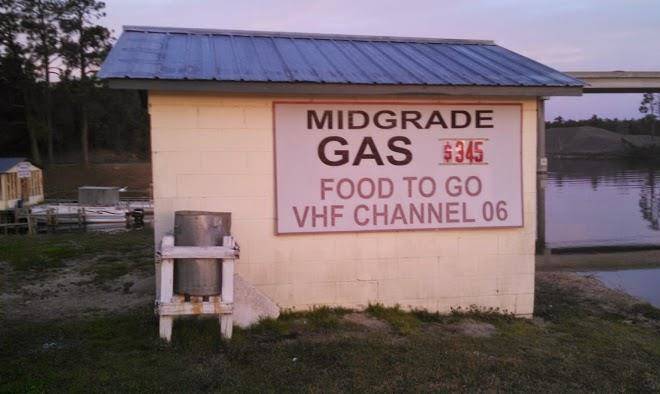 MIDGRADE
GAS $345
FOOD TO GO
VHF CHANNEL 06